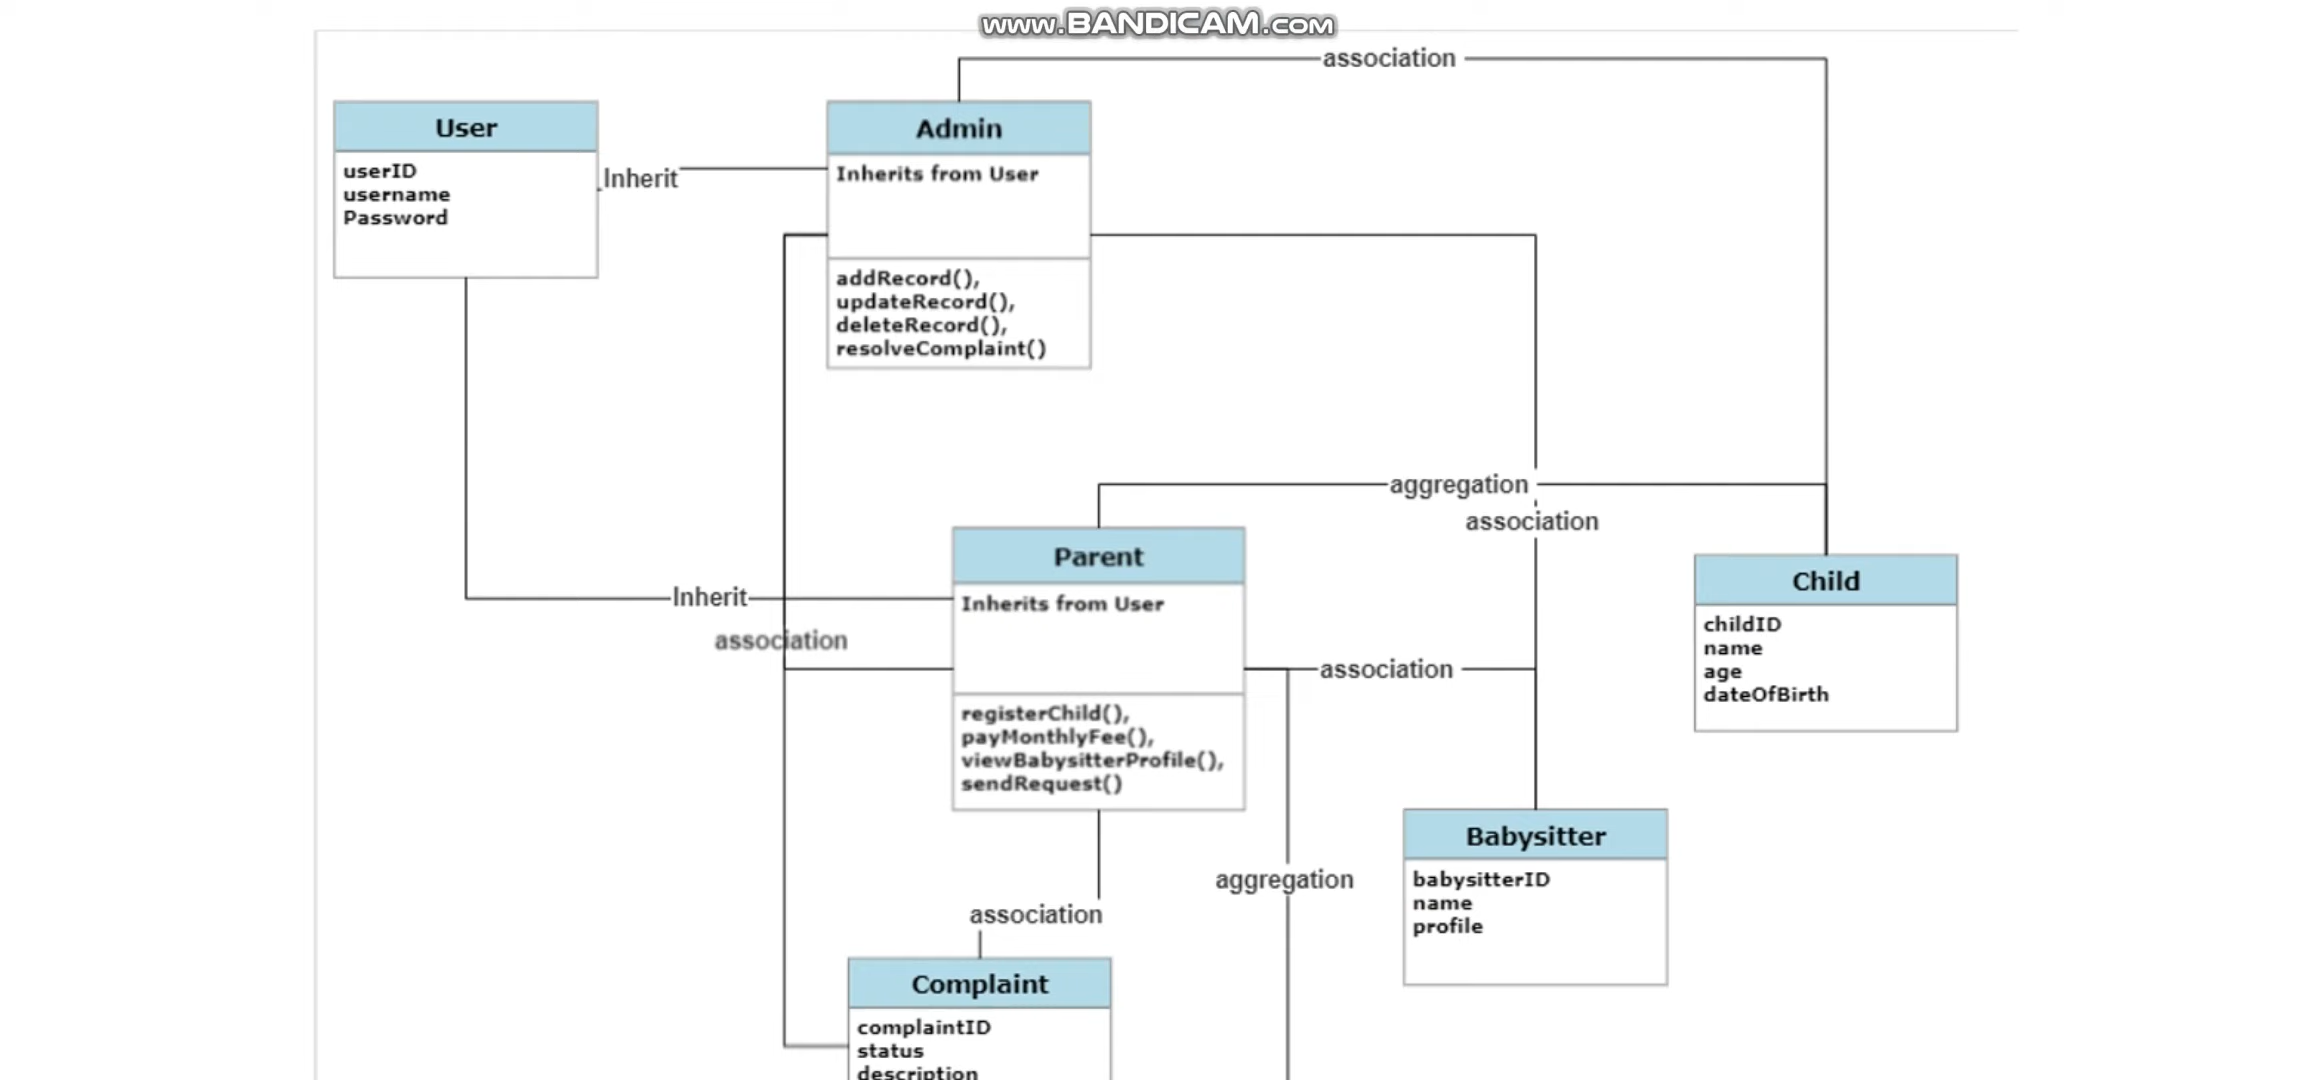 www.BANDICAM.com
association
User
userID
username
Password
Inherit
Admin
Inherits from User
addRecord(),
updateRecord(),
deleteRecord(),
resolveComplaint()
aggregation
association
Parent
Inherits from User
registerChild(),
payMonthlyFee(),
viewBabysitterProfile(),
sendRequest()
Inherit
association
association
Child
childID
name
age
dateOfBirth
Babysitter
babysitterID
name
profile
aggregation
association
Complaint
complaintID
status
description